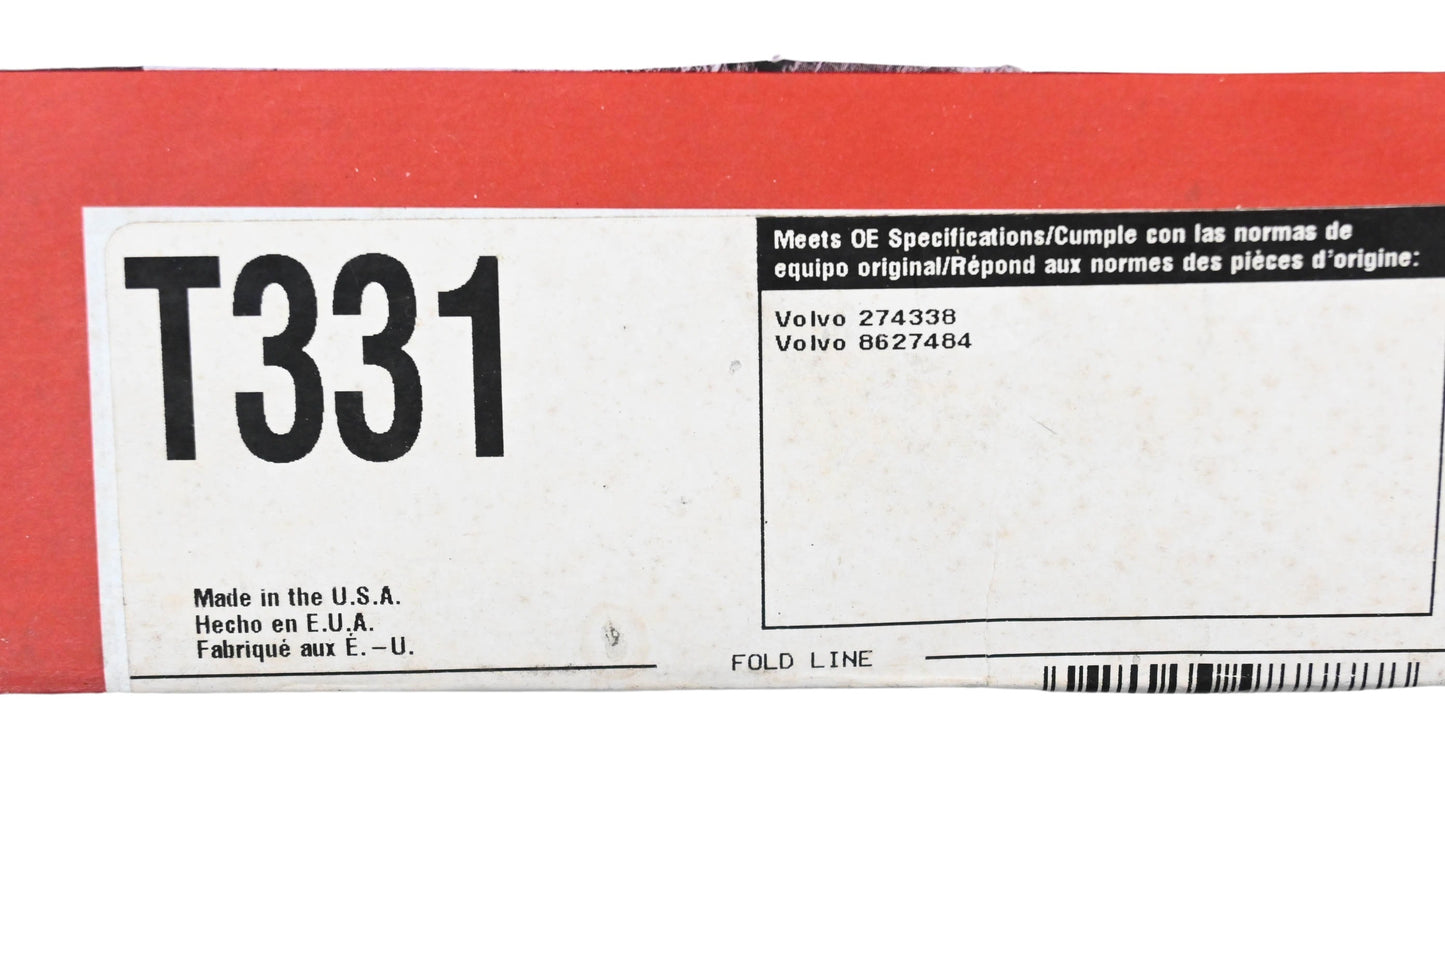 T331
Meets OE Specifications/Cumple con las normas de
equipo original/Répond aux normes des pièces d'origine:
Volvo 274338
Volvo 8627484
Made in the U.S.A.
Hecho en E.U.A.
Fabriqué aux É.-U.
FOLD LINE